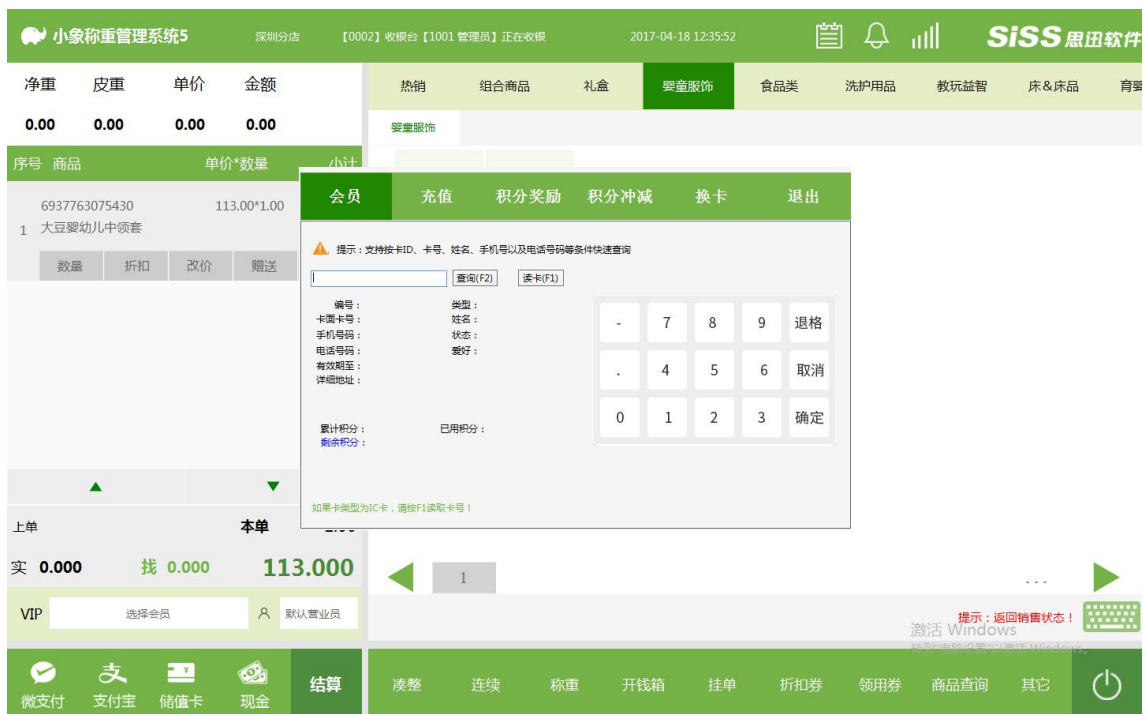 小象称重管理系统5 深圳分店 【0002】收银台【1001 管理员】正在收银 2017-04-18 12:35:52 SiSS 思迅软件
净重 皮重 单价 金额
0.00 0.00 0.00 0.00
热销 组合商品 礼盒 婴童服饰 食品类 洗护用品 教玩益智 床&床品 育婴
婴童服饰
序号 商品 单价*数量 小计
6937763075430 113.00*1.00
1 大豆婴幼儿中领套
数量 折扣 改价 赠送
会员 充值 积分奖励 积分冲减 换卡 退出
提示：支持按卡ID、卡号、姓名、手机号以及电话号码等条件快速查询
查询(F2) 读卡(F1)
编号： 类型：
卡面卡号： 姓名：
手机号码： 状态：
电话号码： 爱好：
有效期至：
详细地址：
累计积分： 已用积分：
剩余积分：
- 7 8 9 退格
. 4 5 6 取消
0 1 2 3 确定
如果卡类型为IC卡，请按F1读取卡号！
上单 本单
实 0.000 找 0.000 113.000
1 ...
VIP 选择会员 默认营业员
提示：返回销售状态！
激活 Windows
微支付 支付宝 储值卡 现金 结算 凑整 连续 称重 开钱箱 挂单 折扣券 领用券 商品查询 其它